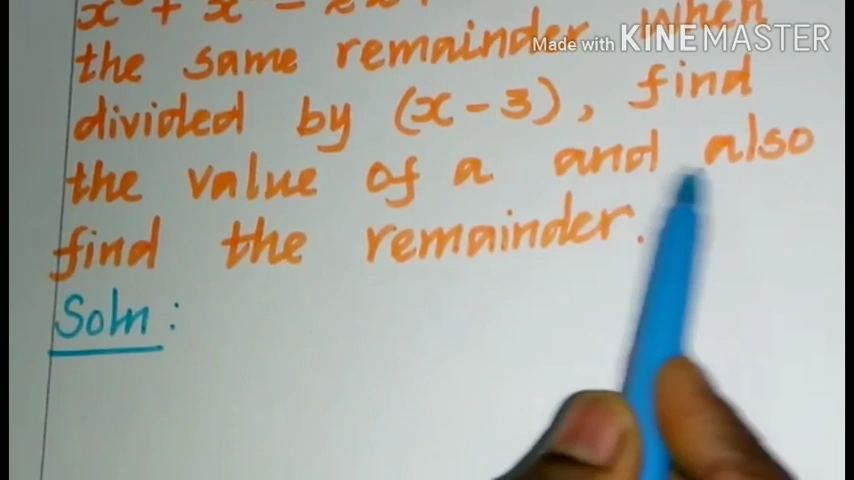 the same remainder when
Made with KINEMASTER
divided by (x - 3), find
the value of a and also
find the remainder.
Soln :